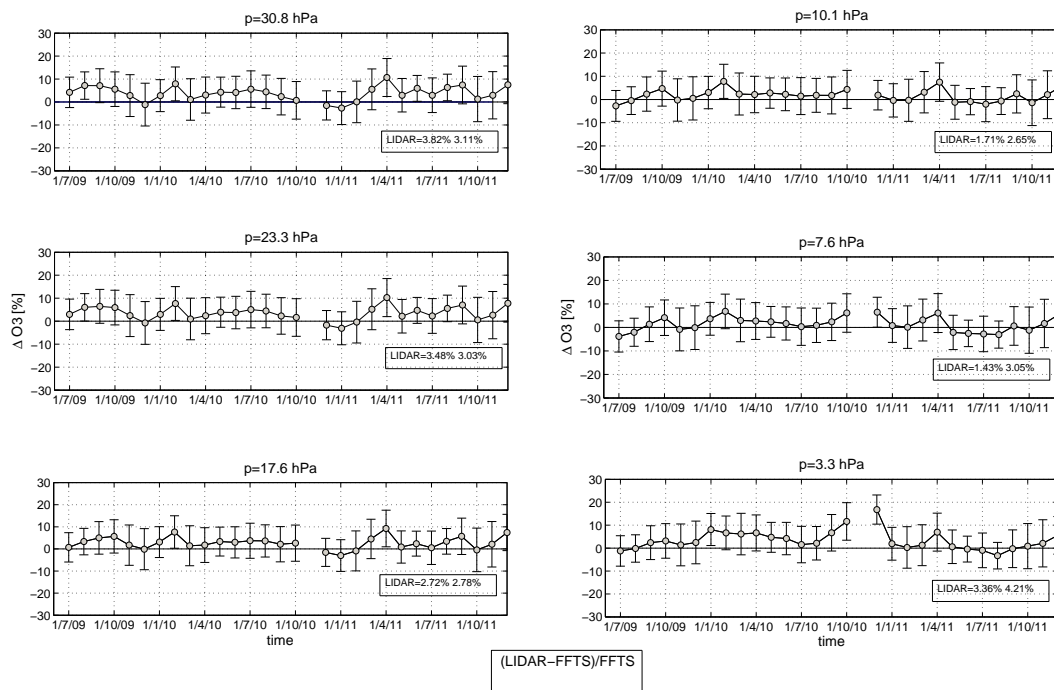 p=30.8 hPa
30
20
10
0
−10
−20
−30
LIDAR=3.82% 3.11%
1/7/09 1/10/09 1/1/10 1/4/10 1/7/10 1/10/10 1/1/11 1/4/11 1/7/11 1/10/11
p=23.3 hPa
Δ O3 [%]
30
20
10
0
−10
−20
−30
LIDAR=3.48% 3.03%
1/7/09 1/10/09 1/1/10 1/4/10 1/7/10 1/10/10 1/1/11 1/4/11 1/7/11 1/10/11
p=17.6 hPa
30
20
10
0
−10
−20
−30
LIDAR=2.72% 2.78%
1/7/09 1/10/09 1/1/10 1/4/10 1/7/10 1/10/10 1/1/11 1/4/11 1/7/11 1/10/11
time
p=10.1 hPa
30
20
10
0
−10
−20
−30
LIDAR=1.71% 2.65%
1/7/09 1/10/09 1/1/10 1/4/10 1/7/10 1/10/10 1/1/11 1/4/11 1/7/11 1/10/11
p=7.6 hPa
Δ O3 [%]
30
20
10
0
−10
−20
−30
LIDAR=1.43% 3.05%
1/7/09 1/10/09 1/1/10 1/4/10 1/7/10 1/10/10 1/1/11 1/4/11 1/7/11 1/10/11
p=3.3 hPa
30
20
10
0
−10
−20
−30
LIDAR=3.36% 4.21%
1/7/09 1/10/09 1/1/10 1/4/10 1/7/10 1/10/10 1/1/11 1/4/11 1/7/11 1/10/11
time
(LIDAR−FFTS)/FFTS